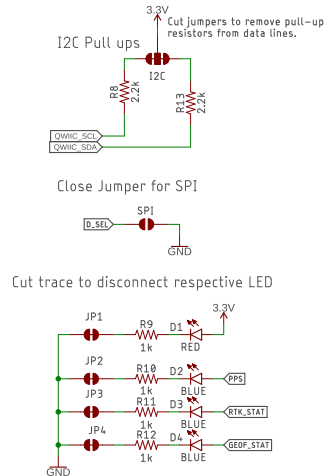 3.3V
Cut jumpers to remove pull-up
resistors from data lines.
I2C Pull ups
I2C
R8
2.2k
R13
2.2k
QWIIC_SCL
QWIIC_SDA
Close Jumper for SPI
SPI
D_SEL
GND
Cut trace to disconnect respective LED
3.3V
JP1
R9
1k
D1
RED
JP2
R10
1k
D2
BLUE
PPS
JP3
R11
1k
D3
BLUE
RTK_STAT
JP4
R12
1k
D4
BLUE
GEOF_STAT
GND